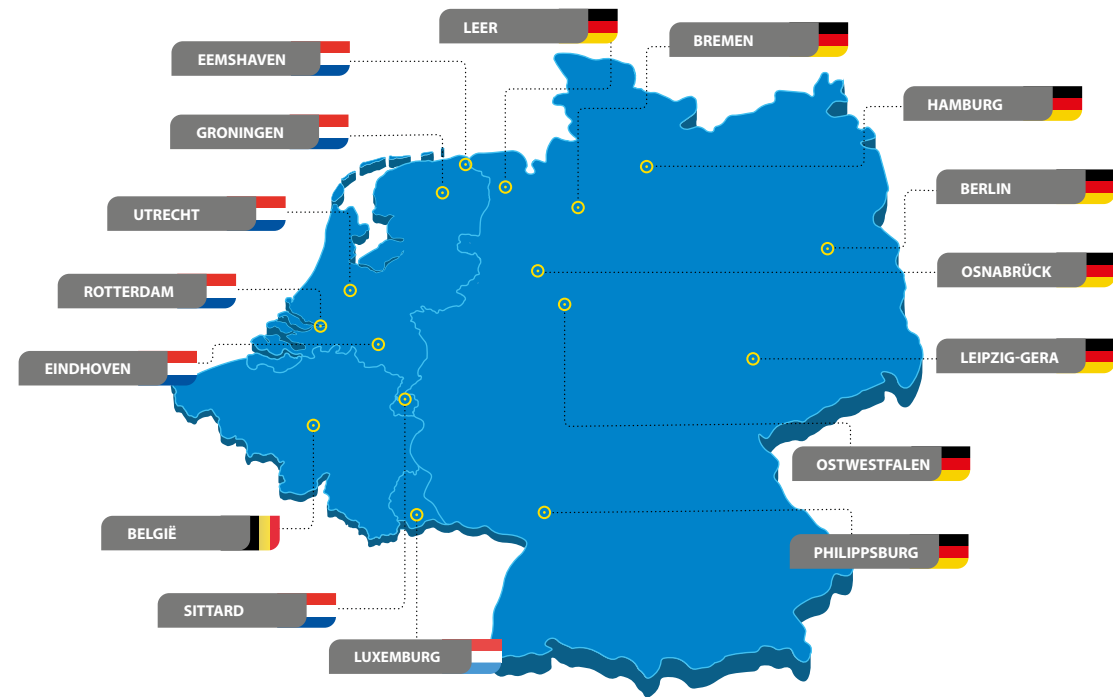 LEER
BREMEN
EEMSHAVEN
HAMBURG
GRONINGEN
BERLIN
UTRECHT
OSNABRÜCK
ROTTERDAM
LEIPZIG-GERA
EINDHOVEN
OSTWESTFALEN
BELGIË
PHILIPPSBURG
SITTARD
LUXEMBURG